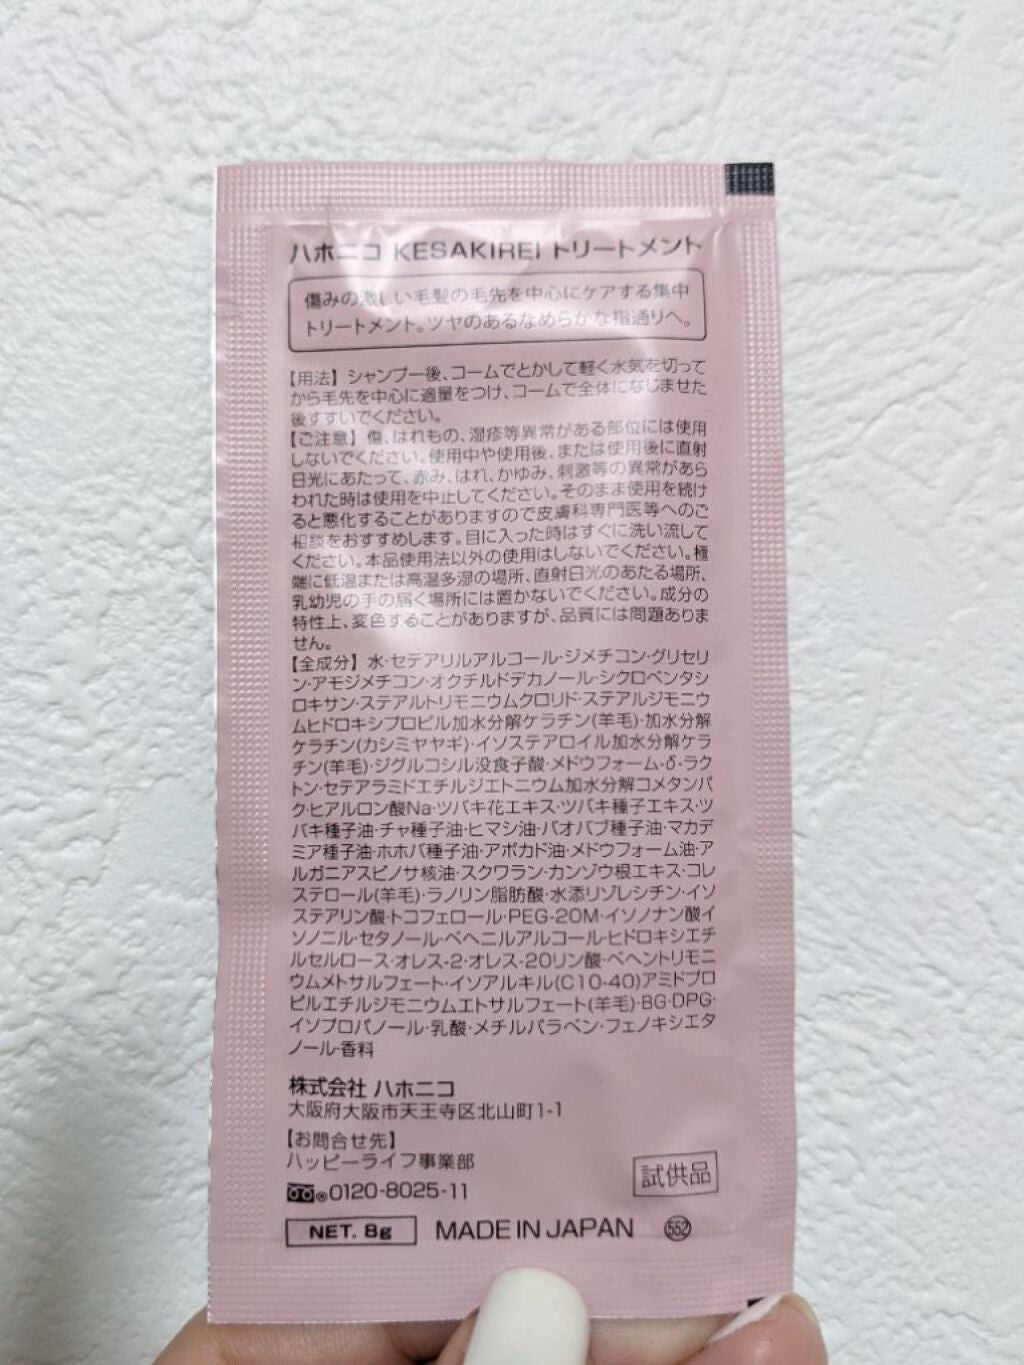 ハホニコ KESAKIREI トリートメント
傷みの激しい毛髪の毛先を中心にケアする集中
トリートメント。ツヤのあるなめらかな指通りへ。
【用法】シャンプー後、コームでとかして軽く水気を切って
から毛先を中心に適量をつけ、コームで全体になじませた
後すすいでください。
【ご注意】傷、はれもの、湿疹等異常がある部位には使用
しないでください。使用中や使用後、または使用後に直射
日光にあたって、赤み、はれ、かゆみ、刺激等の異常があら
われた時は使用を中止してください。そのまま使用を続け
ると悪化することがありますので皮膚科専門医等へのご
相談をおすすめします。目に入った時はすぐに洗い流して
ください。本品使用法以外の使用はしないでください。極
端に低温または高温多湿の場所、直射日光のあたる場所、
乳幼児の手の届く場所には置かないでください。成分の
特性上、変色することがありますが、品質には問題ありま
せん。
【全成分】水・セテアリルアルコール・ジメチコン・グリセリ
ン・アモジメチコン・オクチルドデカノール・シクロペンタシ
ロキサン・ステアルトリモニウムクロリド・ステアルジモニウ
ムヒドロキシプロピル加水分解ケラチン(羊毛)・加水分解
ケラチン(カシミヤヤギ)・イソステアロイル加水分解ケラ
チン(羊毛)・ジグルコシル没食子酸・メドウフォーム-δ-ラク
トン・セテアラミドエチルジエトニウム加水分解コメタンパ
ク・ヒアルロン酸Na・ツバキ花エキス・ツバキ種子エキス・ツ
バキ種子油・チャ種子油・ヒマシ油・バオバブ種子油・マカデ
ミア種子油・ホホバ種子油・アボカド油・メドウフォーム油・ア
ルガニアスピノサ核油・スクワラン・カンゾウ根エキス・コレ
ステロール(羊毛)・ラノリン脂肪酸・水添リゾレシチン・イソ
ステアリン酸・トコフェロール・PEG-20M・イソノナン酸イ
ソノニル・セタノール・ベヘニルアルコール・ヒドロキシエチ
ルセルロース・オレス-2・オレス-20リン酸・ベヘントリモニ
ウムメトサルフェート・イソアルキル(C10-40)アミドプロ
ピルエチルジモニウムエトサルフェート(羊毛)・BG・DPG・
イソプロパノール・乳酸・メチルパラベン・フェノキシエタ
ノール・香料
株式会社 ハホニコ
大阪府大阪市天王寺区北山町1-1
【お問合せ先】
ハッピーライフ事業部
®0120-8025-11
試供品
NET. 8g MADE IN JAPAN 552